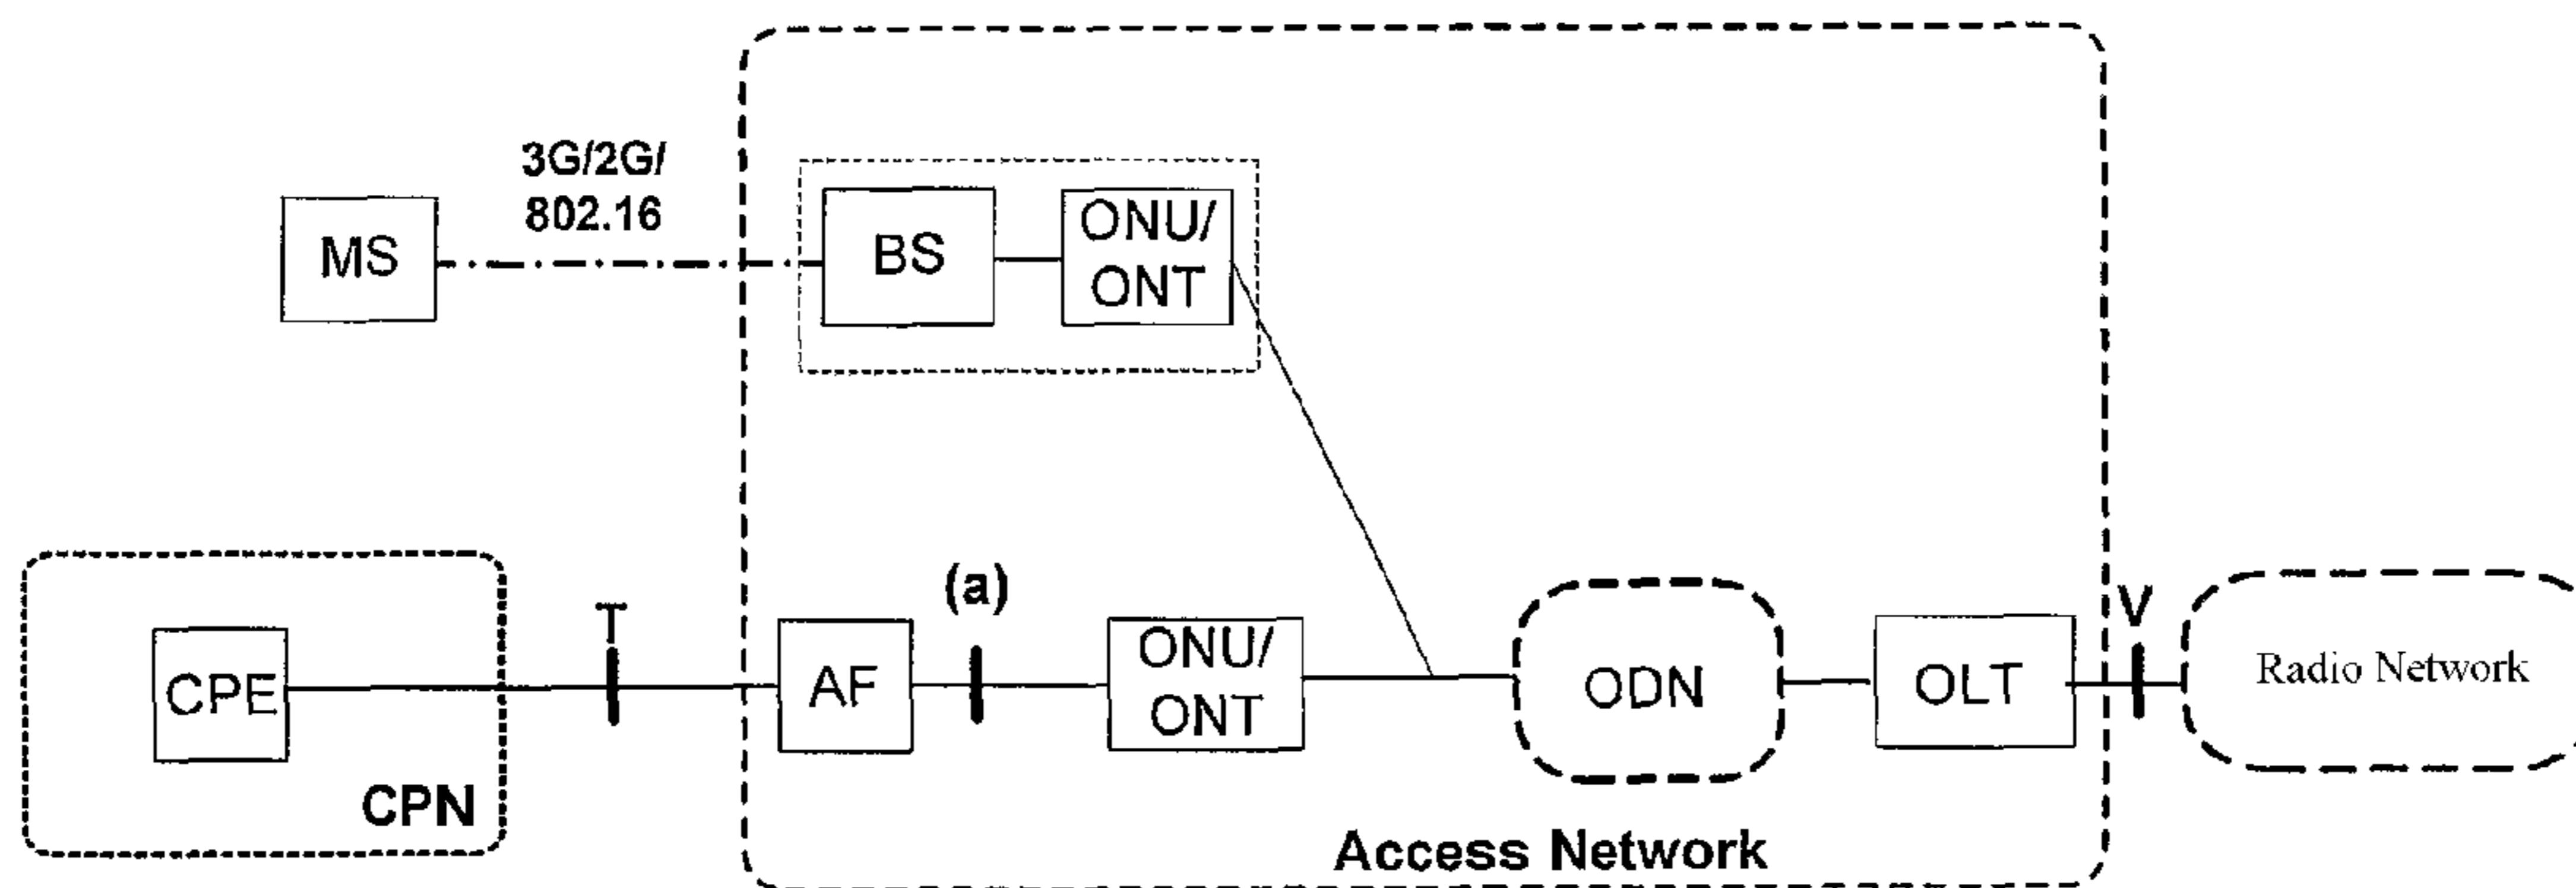 3G/2G/
802.16
MS
BS
ONU/
ONT
CPE
CPN
T
AF
(a)
ONU/
ONT
ODN
OLT
V
Radio Network
Access Network